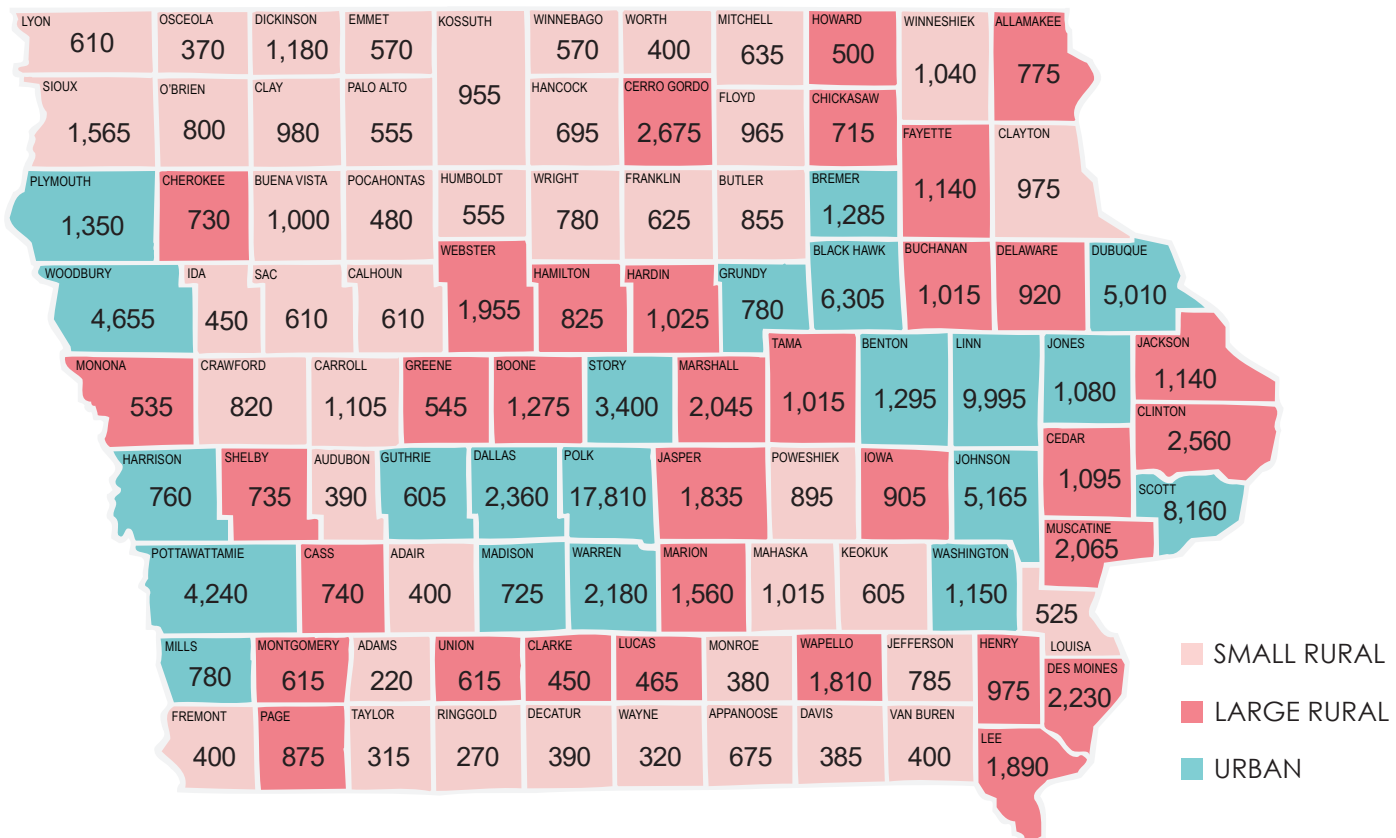 LYON
610
OSCEOLA
370
DICKINSON
1,180
EMMET
570
KOSSUTH
955
WINNEBAGO
570
WORTH
400
MITCHELL
635
HOWARD
500
WINNESHIEK
1,040
ALLAMAKEE
775
SIOUX
1,565
O'BRIEN
800
CLAY
980
PALO ALTO
555
HANCOCK
695
CERRO GORDO
2,675
FLOYD
965
CHICKASAW
715
FAYETTE
1,140
CLAYTON
975
PLYMOUTH
1,350
CHEROKEE
730
BUENA VISTA
1,000
POCAHONTAS
480
HUMBOLDT
555
WRIGHT
780
FRANKLIN
625
BUTLER
855
BREMER
1,285
WOODBURY
4,655
IDA
450
SAC
610
CALHOUN
610
WEBSTER
1,955
HAMILTON
825
HARDIN
1,025
GRUNDY
780
BLACK HAWK
6,305
BUCHANAN
1,015
DELAWARE
920
DUBUQUE
5,010
MONONA
535
CRAWFORD
820
CARROLL
1,105
GREENE
545
BOONE
1,275
STORY
3,400
MARSHALL
2,045
TAMA
1,015
BENTON
1,295
LINN
9,995
JONES
1,080
JACKSON
1,140
CLINTON
2,560
HARRISON
760
SHELBY
735
AUDUBON
390
GUTHRIE
605
DALLAS
2,360
POLK
17,810
JASPER
1,835
POWESHIEK
895
IOWA
905
JOHNSON
5,165
CEDAR
1,095
SCOTT
8,160
MUSCATINE
2,065
POTTAWATTAMIE
4,240
CASS
740
ADAIR
400
MADISON
725
WARREN
2,180
MARION
1,560
MAHASKA
1,015
KEOKUK
605
WASHINGTON
1,150
525
LOUISA
MILLS
780
MONTGOMERY
615
ADAMS
220
UNION
615
CLARKE
450
LUCAS
465
MONROE
380
WAPELLO
1,810
JEFFERSON
785
HENRY
975
DES MOINES
2,230
FREMONT
400
PAGE
875
TAYLOR
315
RINGGOLD
270
DECATUR
390
WAYNE
320
APPANOOSE
675
DAVIS
385
VAN BUREN
400
LEE
1,890
SMALL RURAL
LARGE RURAL
URBAN